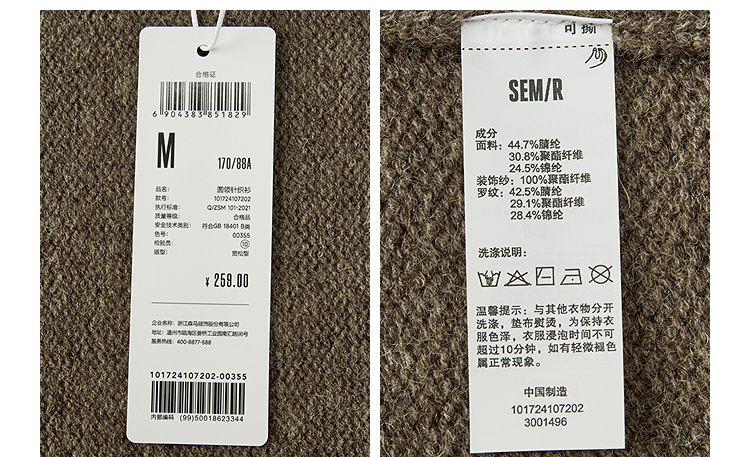 合格证
6 904383 851829
M
170/88A
品名: 圆领针织衫
款号: 101724107202
执行标准: Q/ZSM 101-2021
质量等级: 合格品
安全技术类别: 符合GB 18401 B类
色号: 00355
检验员: 10
版型: 宽松型
¥ 259.00
企业名称: 浙江森马服饰股份有限公司
地址: 温州市瓯海区娄桥工业园南汇路98号
服务热线: 400-8877-588
101724107202-00355
内部编码 (99)50018623344
可撕
SEM/R
成分
面料: 44.7%腈纶
30.8%聚酯纤维
24.5%锦纶
装饰纱: 100%聚酯纤维
罗纹: 42.5%腈纶
29.1%聚酯纤维
28.4%锦纶
洗涤说明:
温馨提示: 与其他衣物分开
洗涤, 垫布熨烫, 为保持衣
服色泽, 衣服浸泡时间不可
超过10分钟, 如有轻微褪色
属正常现象。
中国制造
101724107202
3001496